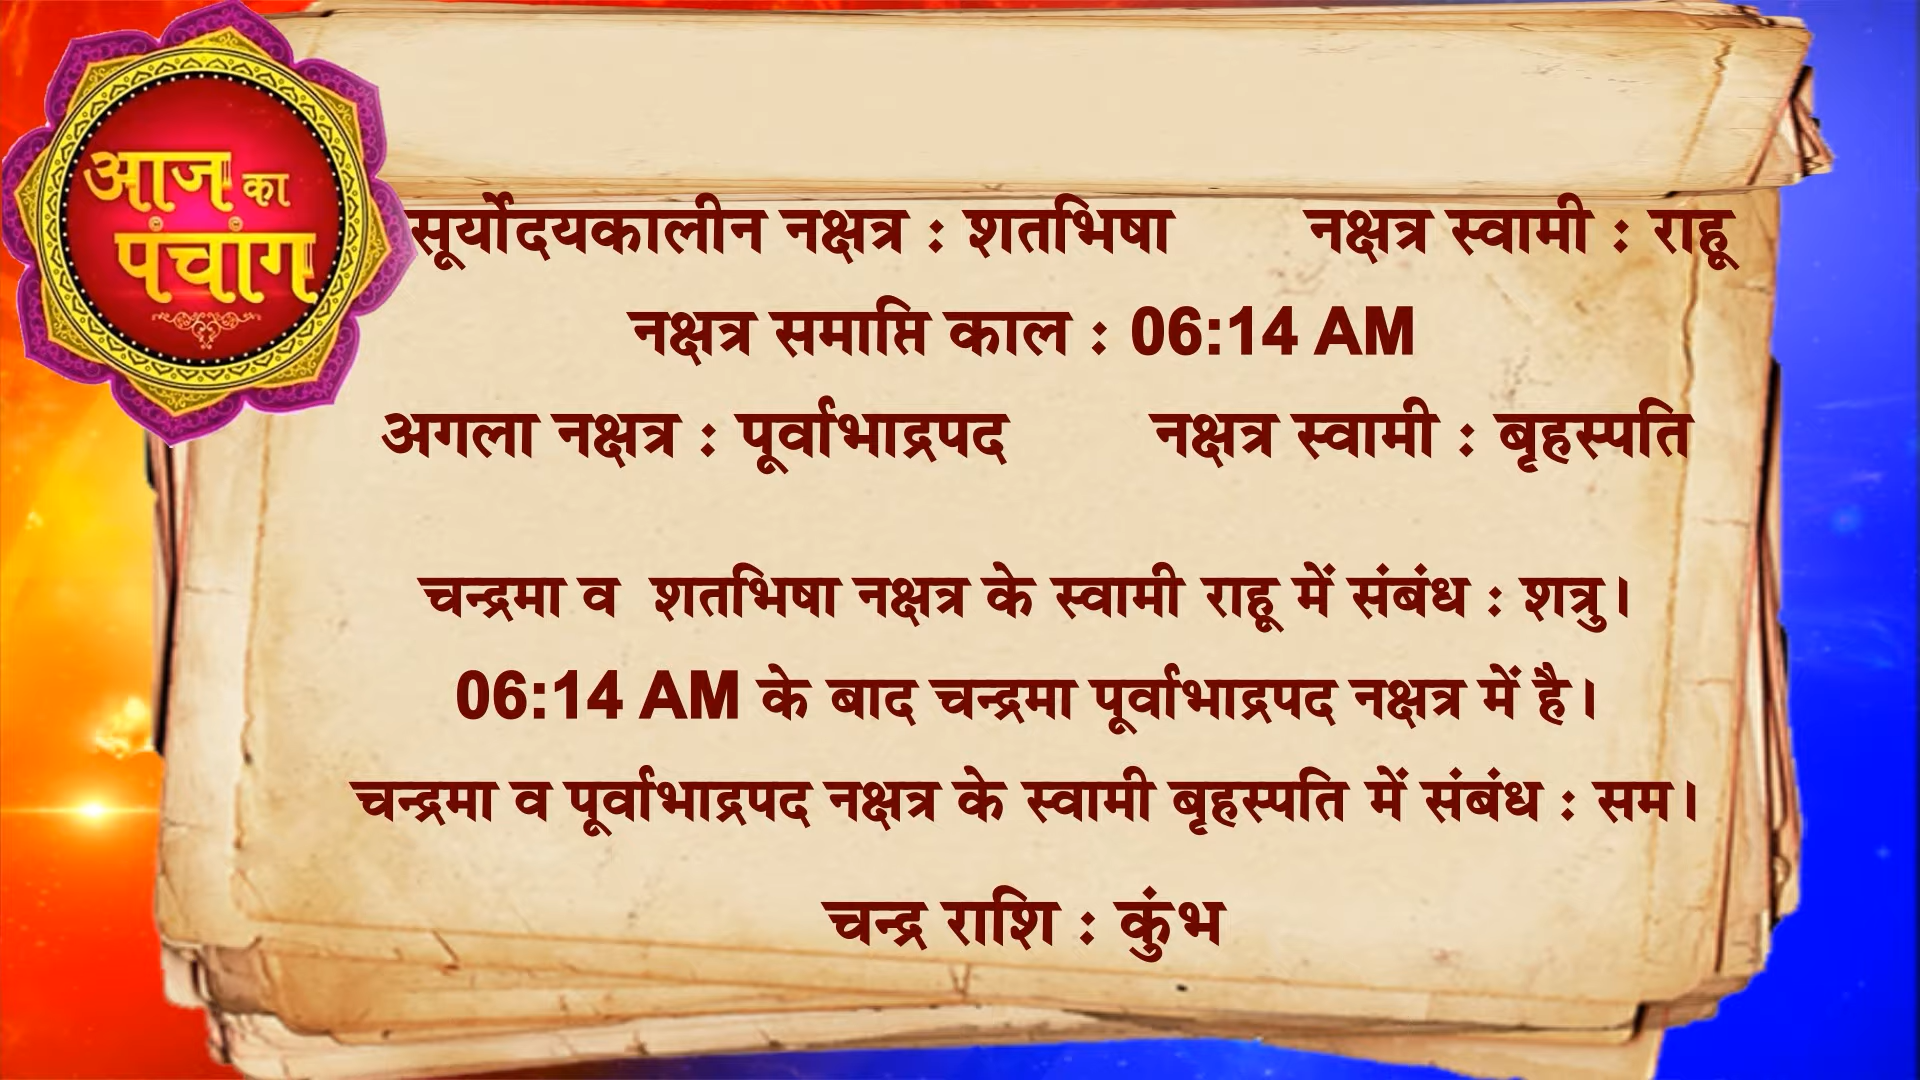 आज का
पंचांग
सूर्योदयकालीन नक्षत्र : शतभिषा नक्षत्र स्वामी : राहू
नक्षत्र समाप्ति काल : 06:14 AM
अगला नक्षत्र : पूर्वाभाद्रपद नक्षत्र स्वामी : बृहस्पति
चन्द्रमा व शतभिषा नक्षत्र के स्वामी राहू में संबंध : शत्रु।
06:14 AM के बाद चन्द्रमा पूर्वाभाद्रपद नक्षत्र में है।
चन्द्रमा व पूर्वाभाद्रपद नक्षत्र के स्वामी बृहस्पति में संबंध : सम।
चन्द्र राशि : कुंभ